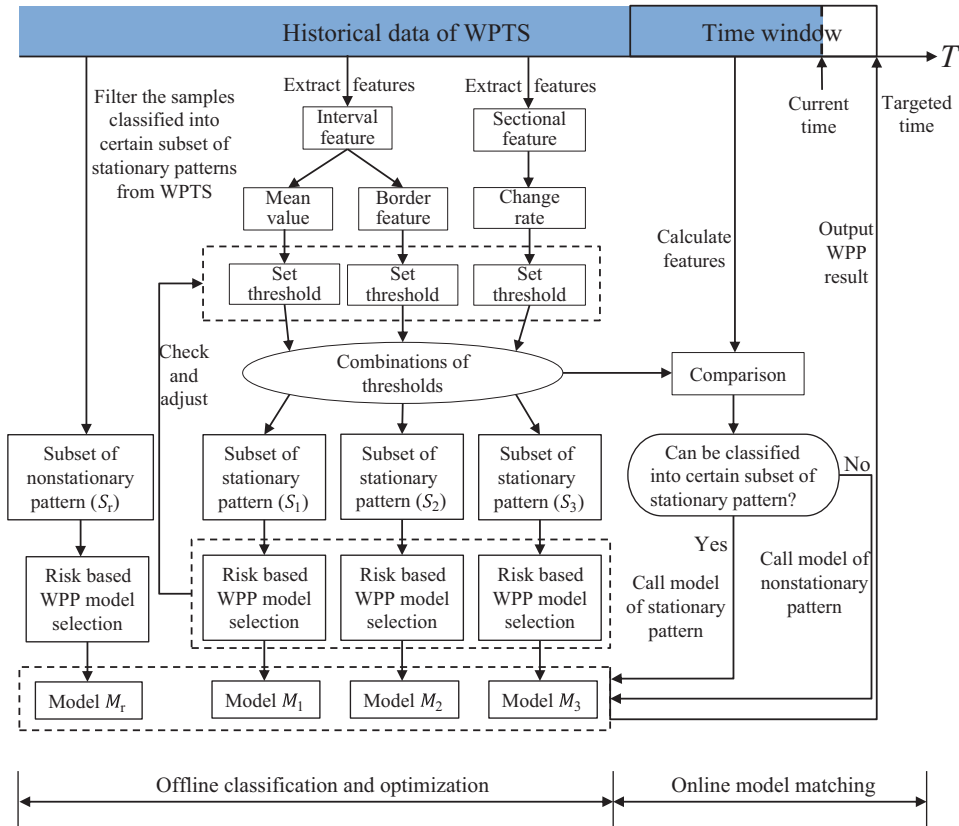 Historical data of WPTS
Time window
T
Filter the samples
classified into
certain subset of
stationary patterns
from WPTS
Extract features
Extract features
Current
time
Targeted
time
Interval
feature
Sectional
feature
Mean
value
Border
feature
Change
rate
Calculate
features
Output
WPP
result
Set
threshold
Set
threshold
Set
threshold
Check
and
adjust
Combinations of
thresholds
Comparison
Subset of
nonstationary
pattern (Sr)
Subset of
stationary
pattern (S1)
Subset of
stationary
pattern (S2)
Subset of
stationary
pattern (S3)
Can be classified
into certain subset of
stationary pattern?
No
Yes
Risk based
WPP model
selection
Risk based
WPP model
selection
Risk based
WPP model
selection
Risk based
WPP model
selection
Call model
of stationary
pattern
Call model of
nonstationary
pattern
Model Mr
Model M1
Model M2
Model M3
Offline classification and optimization
Online model matching